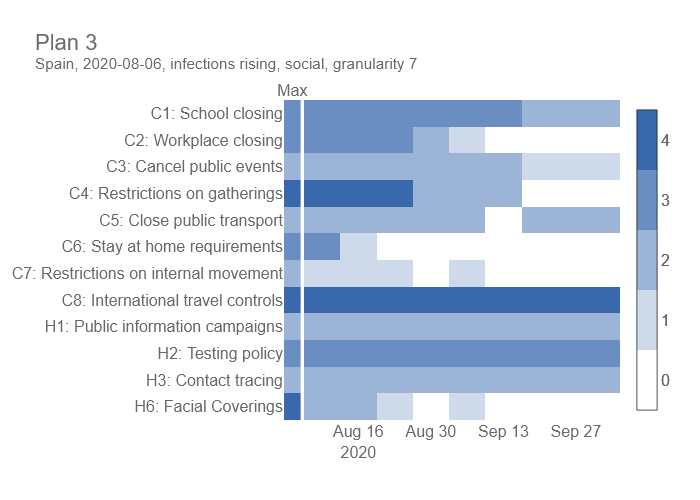 Plan 3
Spain, 2020-08-06, infections rising, social, granularity 7
Max
C1: School closing
C2: Workplace closing
C3: Cancel public events
C4: Restrictions on gatherings
C5: Close public transport
C6: Stay at home requirements
C7: Restrictions on internal movement
C8: International travel controls
H1: Public information campaigns
H2: Testing policy
H3: Contact tracing
H6: Facial Coverings
Aug 16 Aug 30 Sep 13 Sep 27
2020
4
3
2
1
0